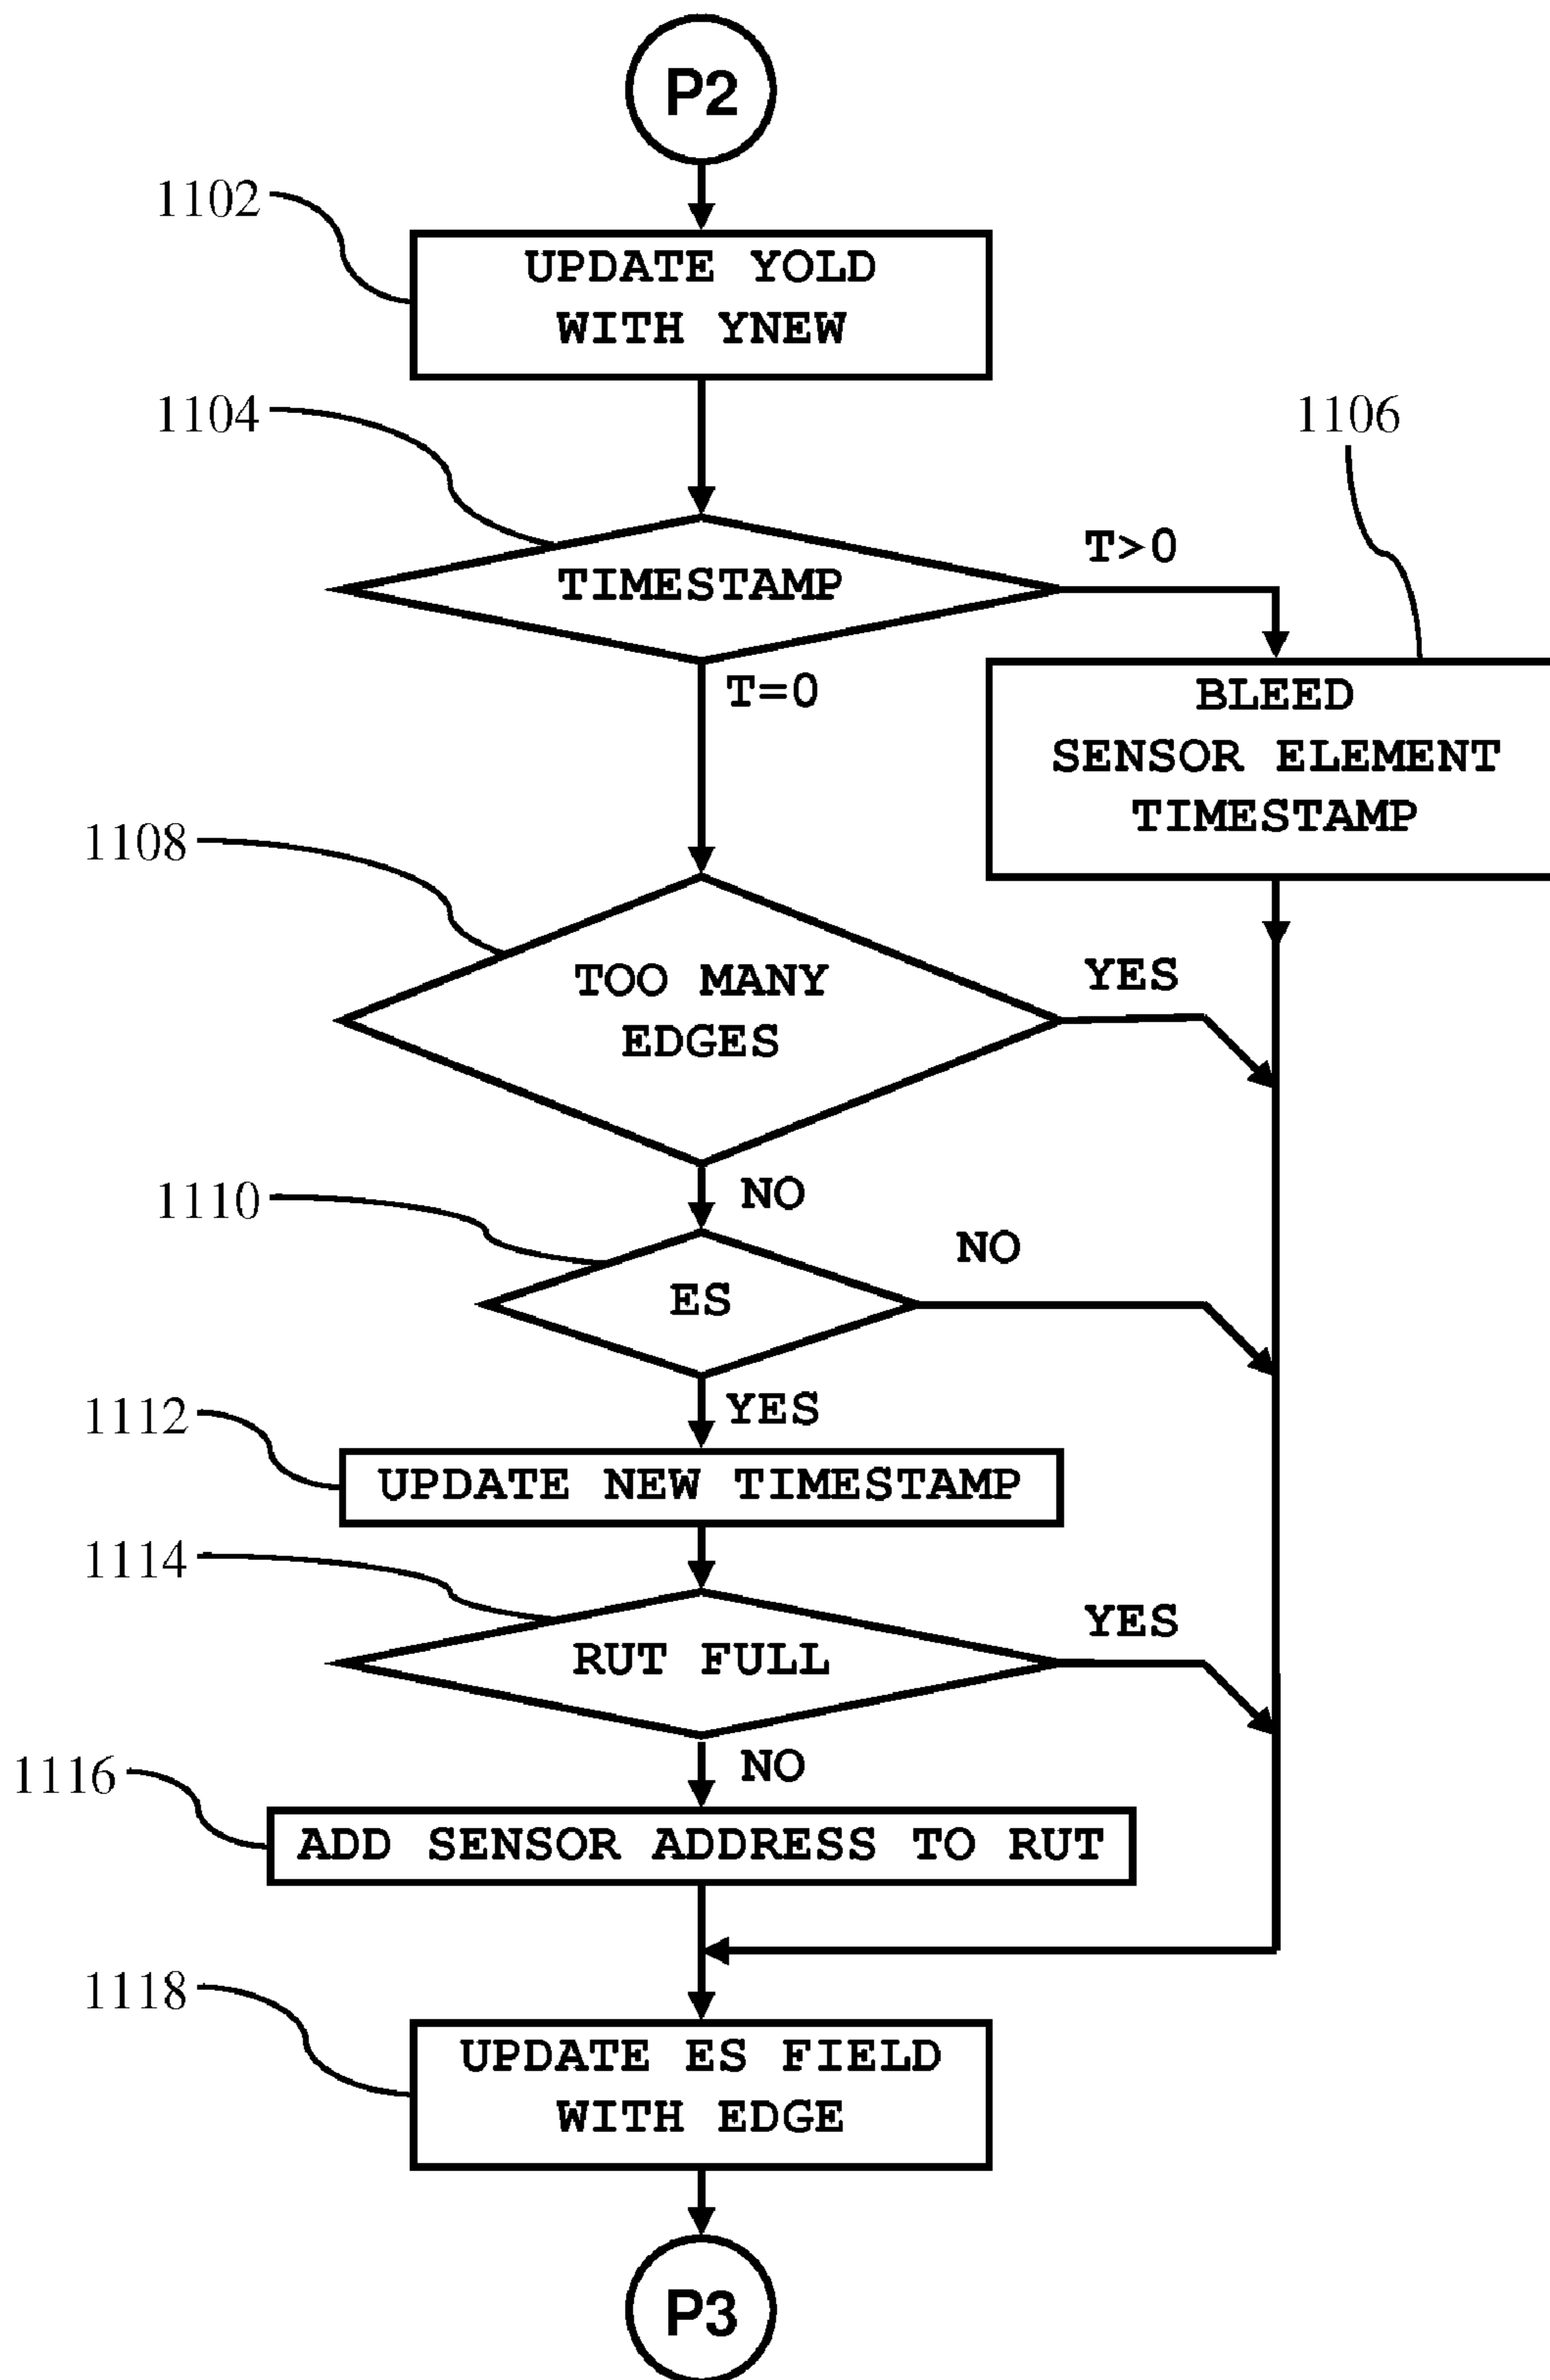 P2
1102
UPDATE YOLD
WITH YNEW
1104
1106
T>0
TIMESTAMP
T=0
BLEED
SENSOR ELEMENT
TIMESTAMP
1108
TOO MANY
EDGES
YES
NO
1110
NO
ES
YES
1112
UPDATE NEW TIMESTAMP
1114
YES
RUT FULL
NO
1116
ADD SENSOR ADDRESS TO RUT
1118
UPDATE ES FIELD
WITH EDGE
P3